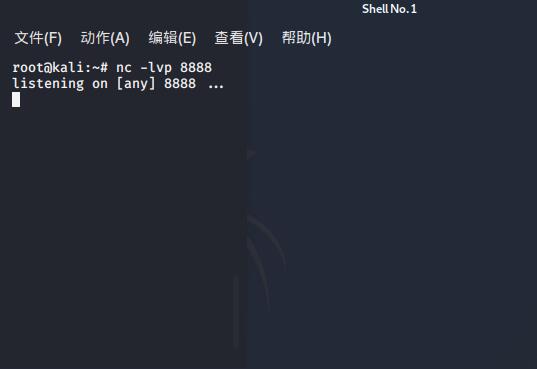 Shell No. 1
文件(F) 动作(A) 编辑(E) 查看(V) 帮助(H)
root@kali:~# nc -lvp 8888
listening on [any] 8888 ...